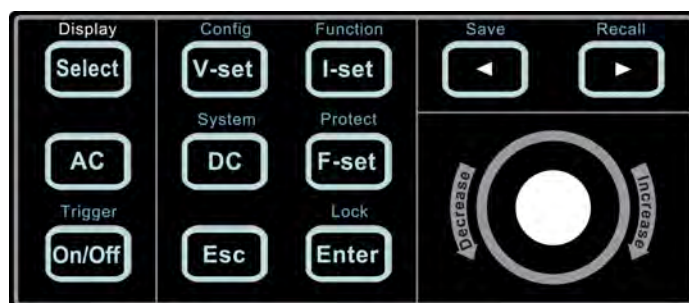 Display Config Function Save Recall
Select V-set I-set
System Protect
AC DC F-set
Decrease Increase
Trigger Lock
On/Off Esc Enter